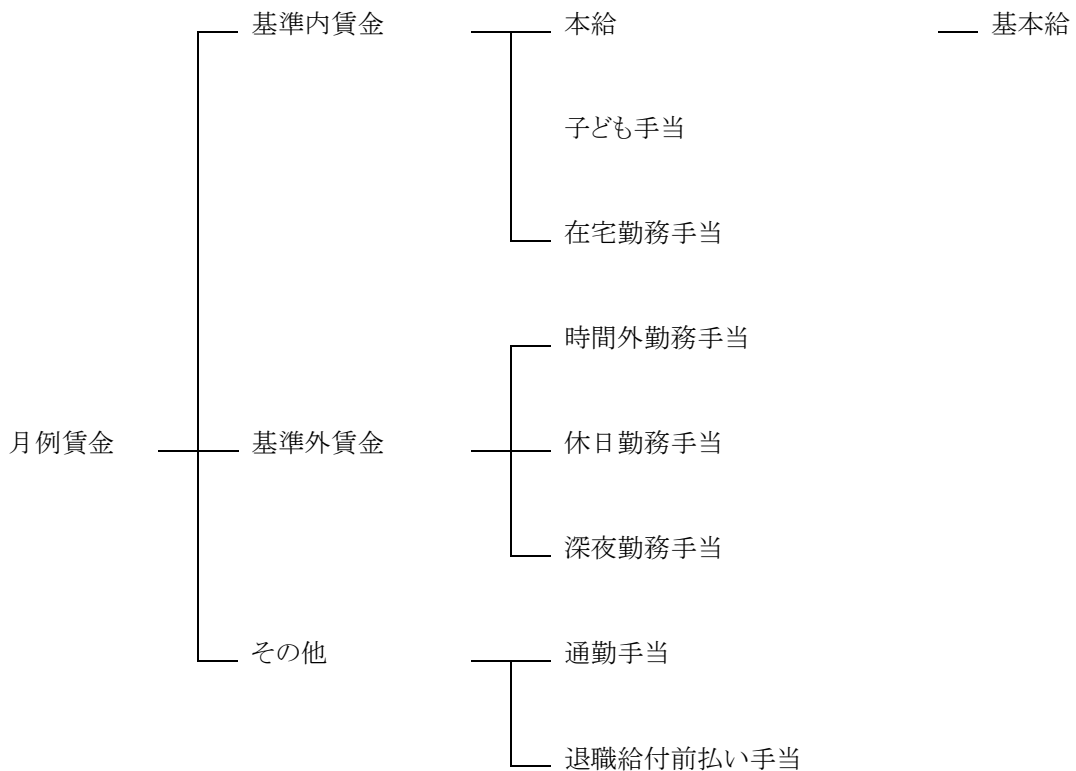 基準内賃金 本給 基本給
子ども手当
在宅勤務手当
時間外勤務手当
月例賃金 基準外賃金 休日勤務手当
深夜勤務手当
その他 通勤手当
退職給付前払い手当